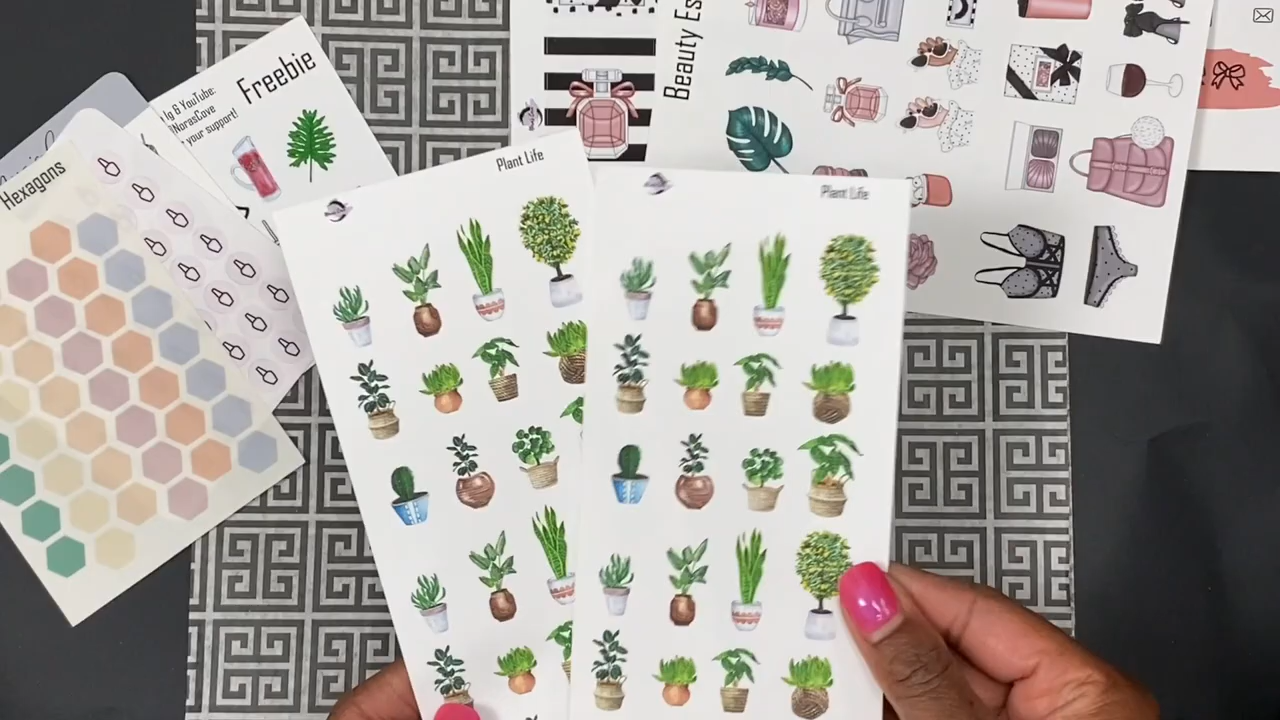 Freebie
Ig & YouTube:
NorasCove
your support!
Hexagons
Plant Life
Plant Life
Beauty Es